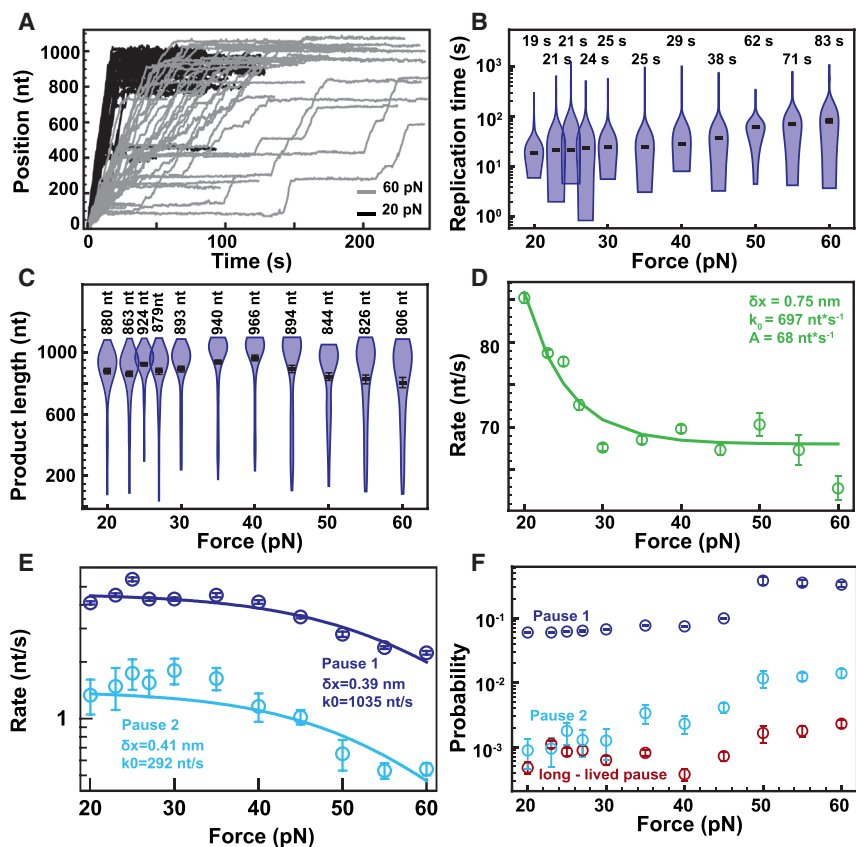 A
Position (nt)
1000
800
600
400
200
0
0
100
200
Time (s)
60 pN
20 pN
B
Replication time (s)
19 s
21 s
25 s
29 s
62 s
83 s
21 s
24 s
25 s
38 s
71 s
10³
10²
10¹
10⁰
20
30
40
50
60
Force (pN)
C
Product length (nt)
880 nt
863 nt
924 nt
879nt
893 nt
940 nt
966 nt
894 nt
844 nt
826 nt
806 nt
1000
800
600
200
20
30
40
50
60
Force (pN)
D
Rate (nt/s)
δx = 0.75 nm
k₀ = 697 nt*s⁻¹
A = 68 nt*s⁻¹
80
70
60
20
30
40
50
60
Force (pN)
E
Rate (nt/s)
Pause 1
δx=0.39 nm
k0=1035 nt/s
1
Pause 2
δx=0.41 nm
k0=292 nt/s
20
30
40
50
60
Force (pN)
F
Probability
10⁰
10⁻¹
10⁻²
10⁻³
Pause 1
Pause 2
long - lived pause
20
30
40
50
60
Force (pN)